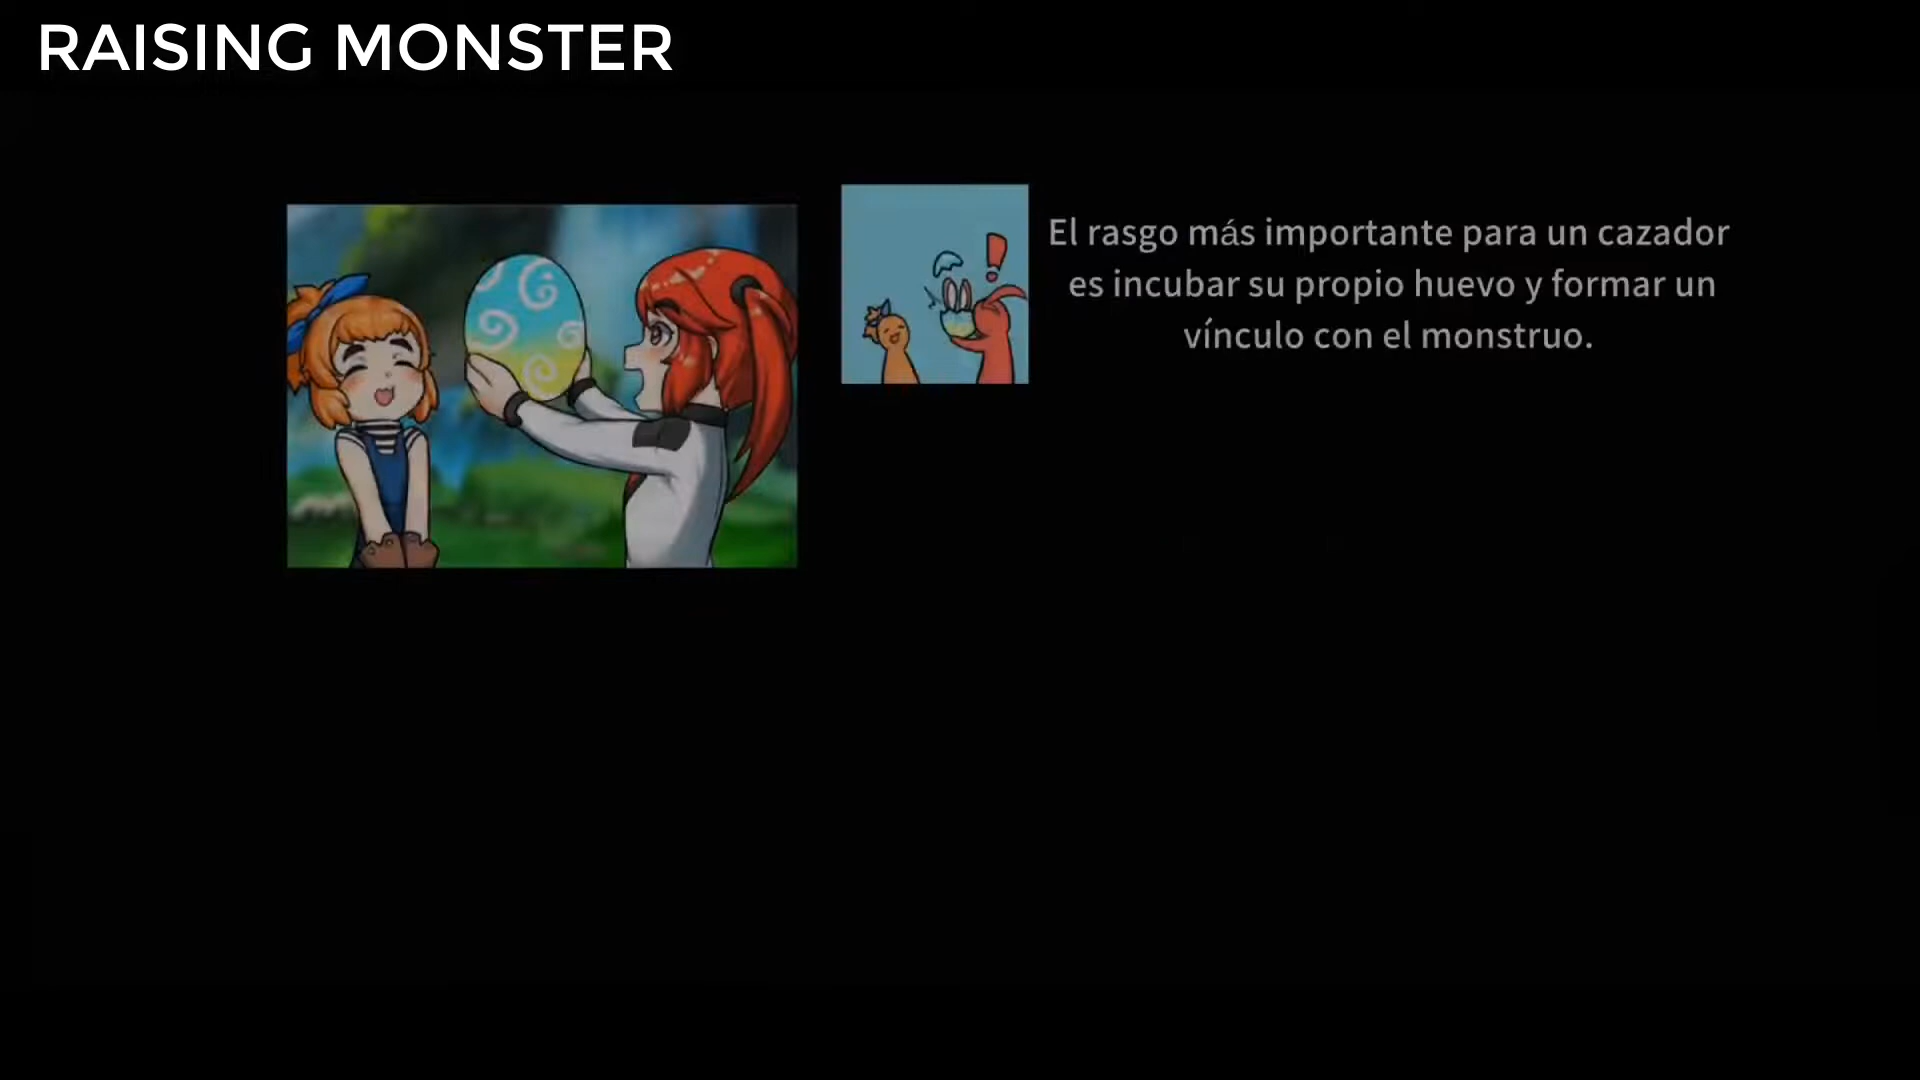 RAISING MONSTER
El rasgo más importante para un cazador
es incubar su propio huevo y formar un
vínculo con el monstruo.